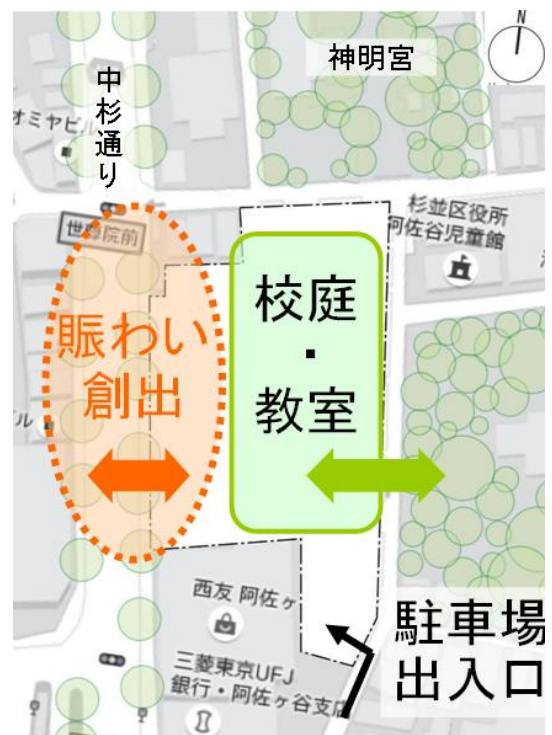 N
神明宮
中杉通り
オミヤビル
杉並区役所
阿佐谷児童館
世尊院前
校庭
・
教室
賑わい
創出
ビル
西友 阿佐ヶ
三菱東京UFJ
銀行・阿佐ヶ谷支店
駐車場
出入口